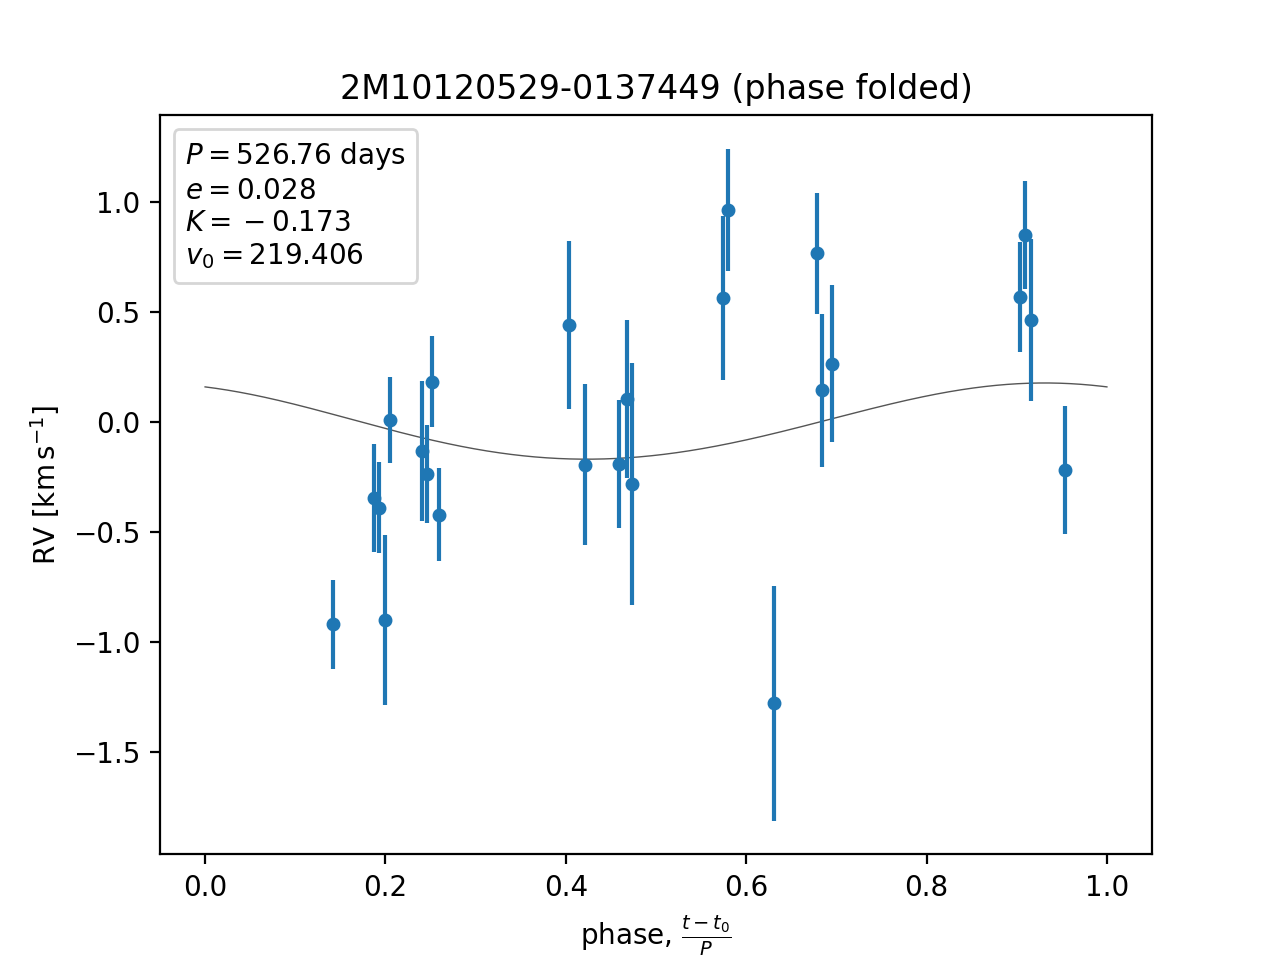 2M10120529-0137449 (phase folded)
P = 526.76 days
e = 0.028
K = −0.173
v₀ = 219.406
1.0
0.5
0.0
−0.5
−1.0
−1.5
RV [km s⁻¹]
0.0 0.2 0.4 0.6 0.8 1.0
phase, (t − t₀)/P